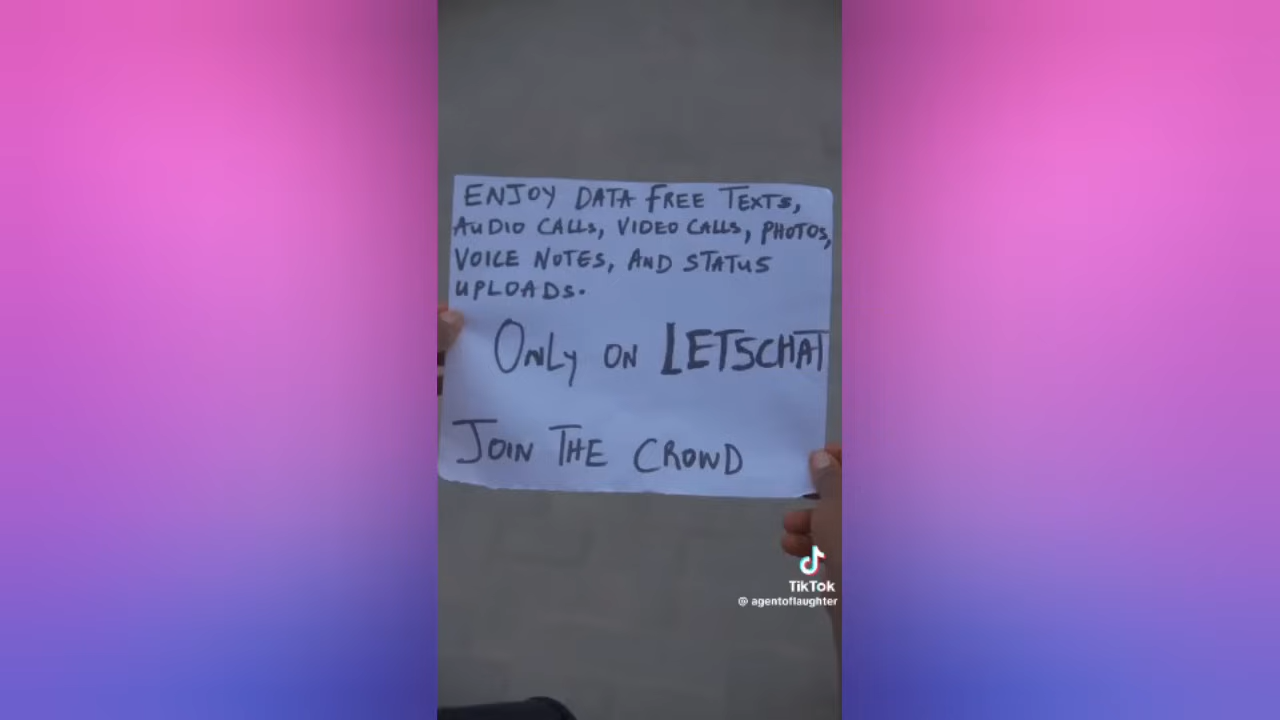 ENJOY DATA FREE TEXTS,
AUDIO CALLS, VIDEO CALLS, PHOTOS,
VOICE NOTES, AND STATUS
UPLOADS.
ONLY ON LETSCHAT
JOIN THE CROWD
TikTok
@ agentoflaughter